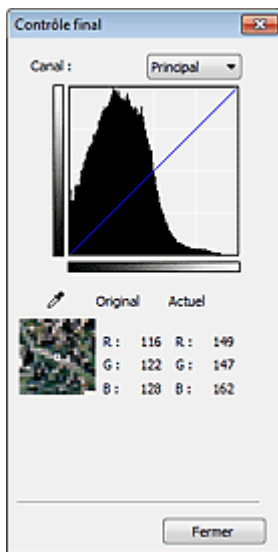 Contrôle final
Canal :
Principal
Original Actuel
R : 116 R : 149
G : 122 G : 147
B : 128 B : 162
Fermer